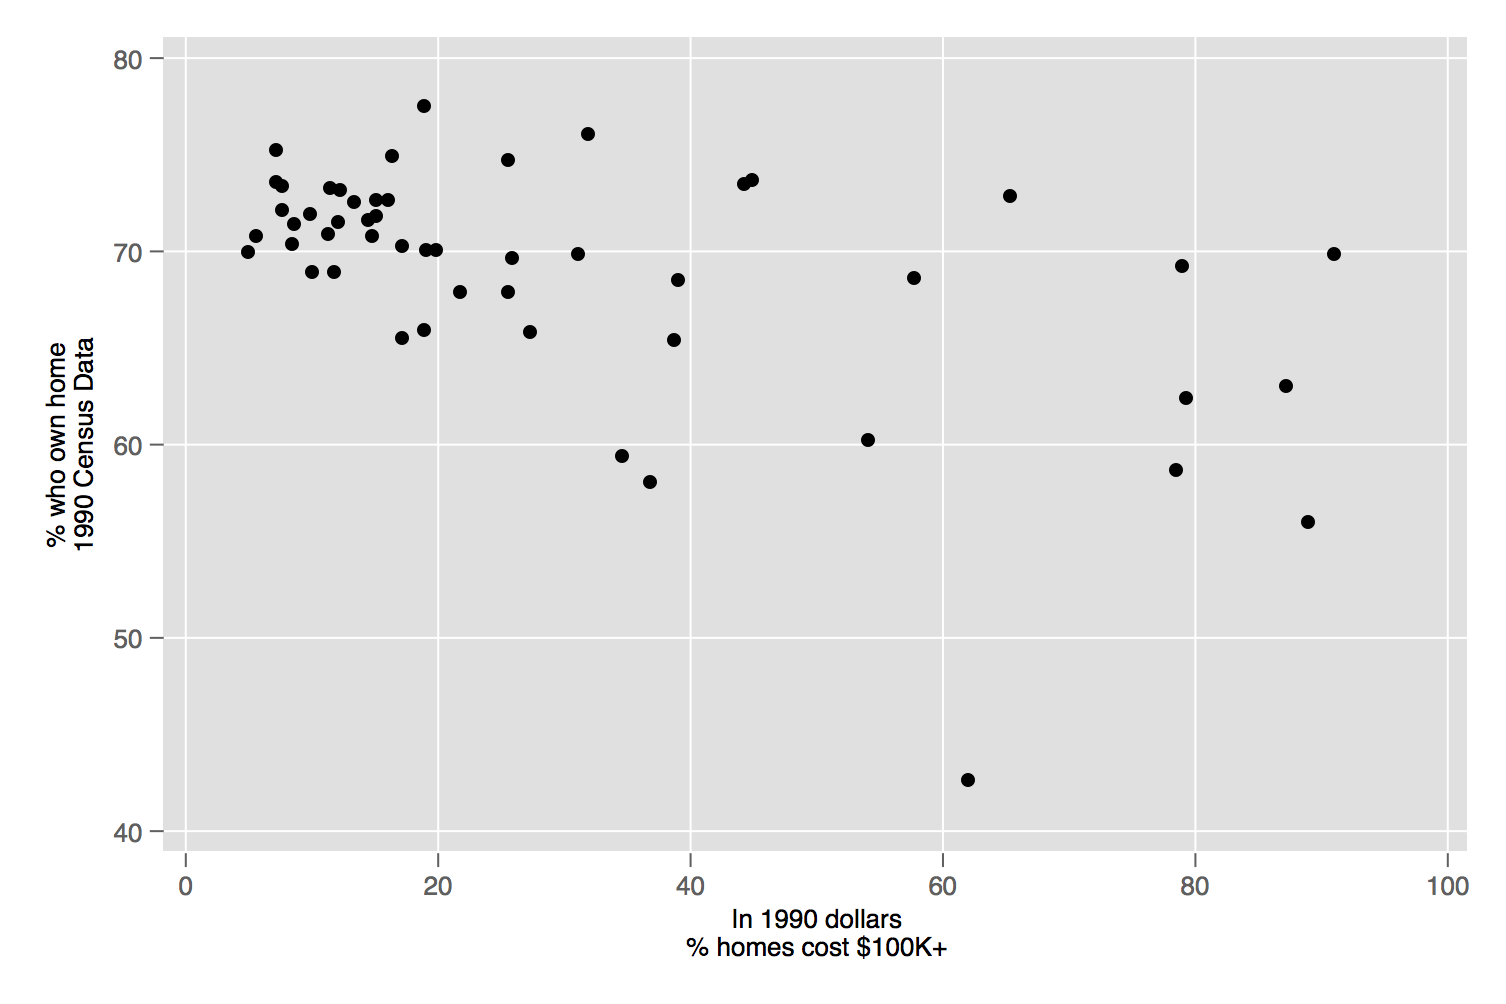 80
70
60
50
40
% who own home
1990 Census Data
0 20 40 60 80 100
In 1990 dollars
% homes cost $100K+